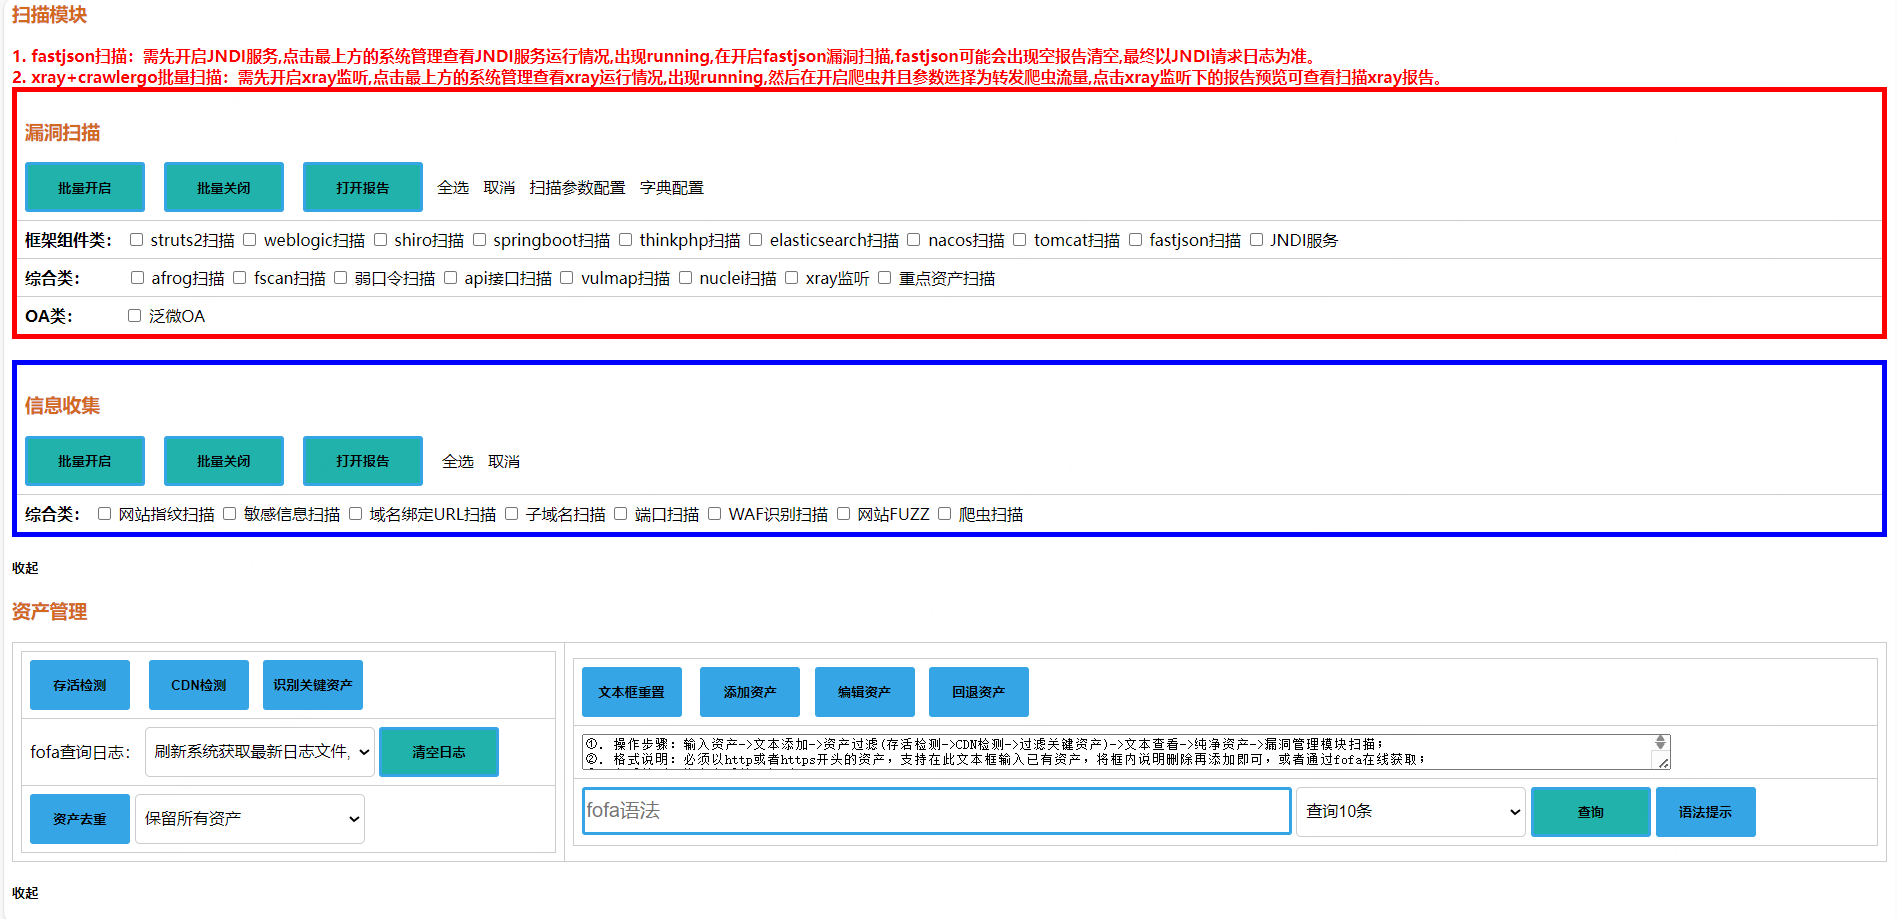 扫描模块
1. fastjson扫描：需先开启JNDI服务,点击最上方的系统管理查看JNDI服务运行情况,出现running,在开启fastjson漏洞扫描,fastjson可能会出现空报告清空,最终以JNDI请求日志为准。
2. xray+crawlergo批量扫描：需先开启xray监听,点击最上方的系统管理查看xray运行情况,出现running,然后在开启爬虫并且参数选择为转发爬虫流量,点击xray监听下的报告预览可查看扫描xray报告。
漏洞扫描
批量开启 批量关闭 打开报告 全选 取消 扫描参数配置 字典配置
框架组件类： struts2扫描 weblogic扫描 shiro扫描 springboot扫描 thinkphp扫描 elasticsearch扫描 nacos扫描 tomcat扫描 fastjson扫描 JNDI服务
综合类： afrog扫描 fscan扫描 弱口令扫描 api接口扫描 vulmap扫描 nuclei扫描 xray监听 重点资产扫描
OA类： 泛微OA
信息收集
批量开启 批量关闭 打开报告 全选 取消
综合类： 网站指纹扫描 敏感信息扫描 域名绑定URL扫描 子域名扫描 端口扫描 WAF识别扫描 网站FUZZ 爬虫扫描
收起
资产管理
存活检测 CDN检测 识别关键资产
fofa查询日志： 刷新系统获取最新日志文件, 清空日志
资产去重 保留所有资产
文本框重置 添加资产 编辑资产 回退资产
①. 操作步骤：输入资产->文本添加->资产过滤(存活检测->CDN检测->过滤关键资产)->文本查看->纯净资产->漏洞管理模块扫描；
②. 格式说明：必须以http或者https开头的资产，支持在此文本框输入已有资产，将框内说明删除再添加即可，或者通过fofa在线获取；
fofa语法 查询10条 查询 语法提示
收起